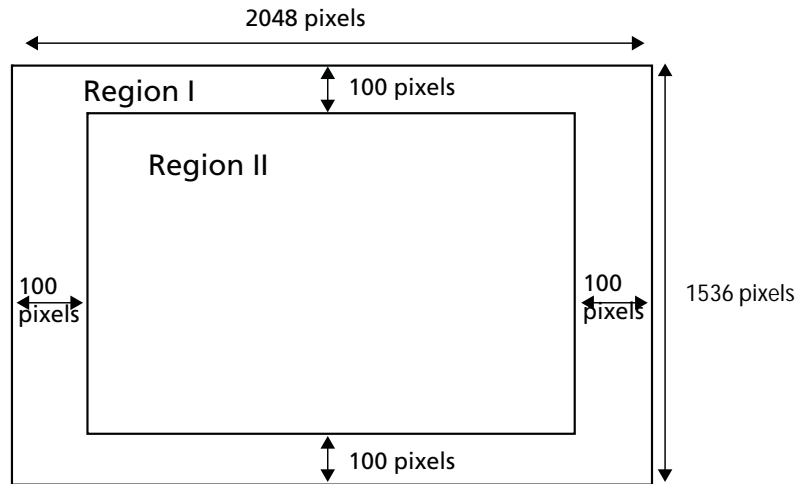 2048 pixels
Region I
100 pixels
Region II
100
pixels
100
pixels
1536 pixels
100 pixels